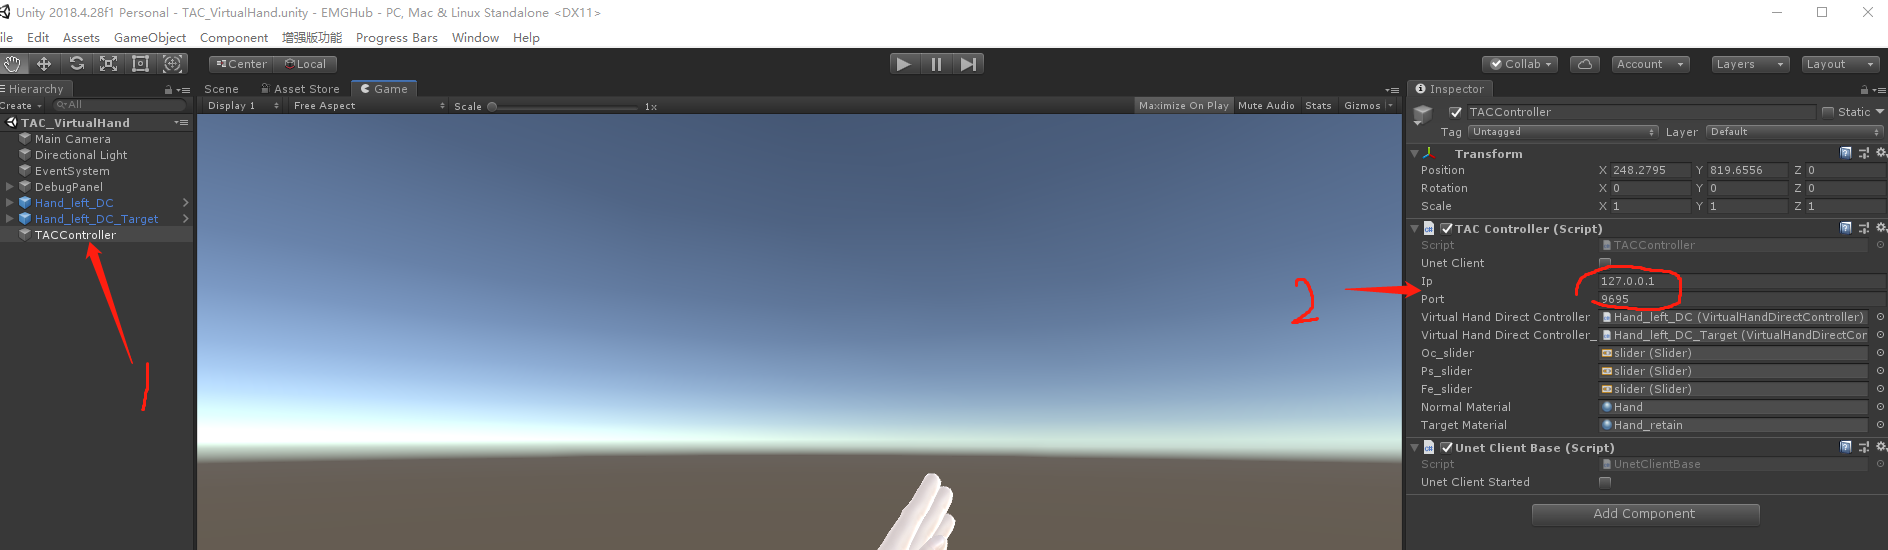 Unity 2018.4.28f1 Personal - TAC_VirtualHand.unity - EMGHub - PC, Mac & Linux Standalone <DX11>
ile Edit Assets GameObject Component 增强版功能 Progress Bars Window Help
Center Local Collab Account Layers Layout
Hierarchy
Create All
TAC_VirtualHand
Main Camera
Directional Light
EventSystem
DebugPanel
Hand_left_DC
Hand_left_DC_Target
TACController
1
Scene Asset Store Game
Display 1 Free Aspect Scale 1x Maximize On Play Mute Audio Stats Gizmos
2
Inspector
TACController Static
Tag Untagged Layer Default
Transform
Position X 248.2795 Y 819.6556 Z 0
Rotation X 0 Y 0 Z 0
Scale X 1 Y 1 Z 1
TAC Controller (Script)
Script TACController
Unet Client
Ip 127.0.0.1
Port 9695
Virtual Hand Direct Controller Hand_left_DC (VirtualHandDirectController)
Virtual Hand Direct Controller_ Hand_left_DC_Target (VirtualHandDirectCor
Oc_slider slider (Slider)
Ps_slider slider (Slider)
Fe_slider slider (Slider)
Normal Material Hand
Target Material Hand_retain
Unet Client Base (Script)
Script UnetClientBase
Unet Client Started
Add Component